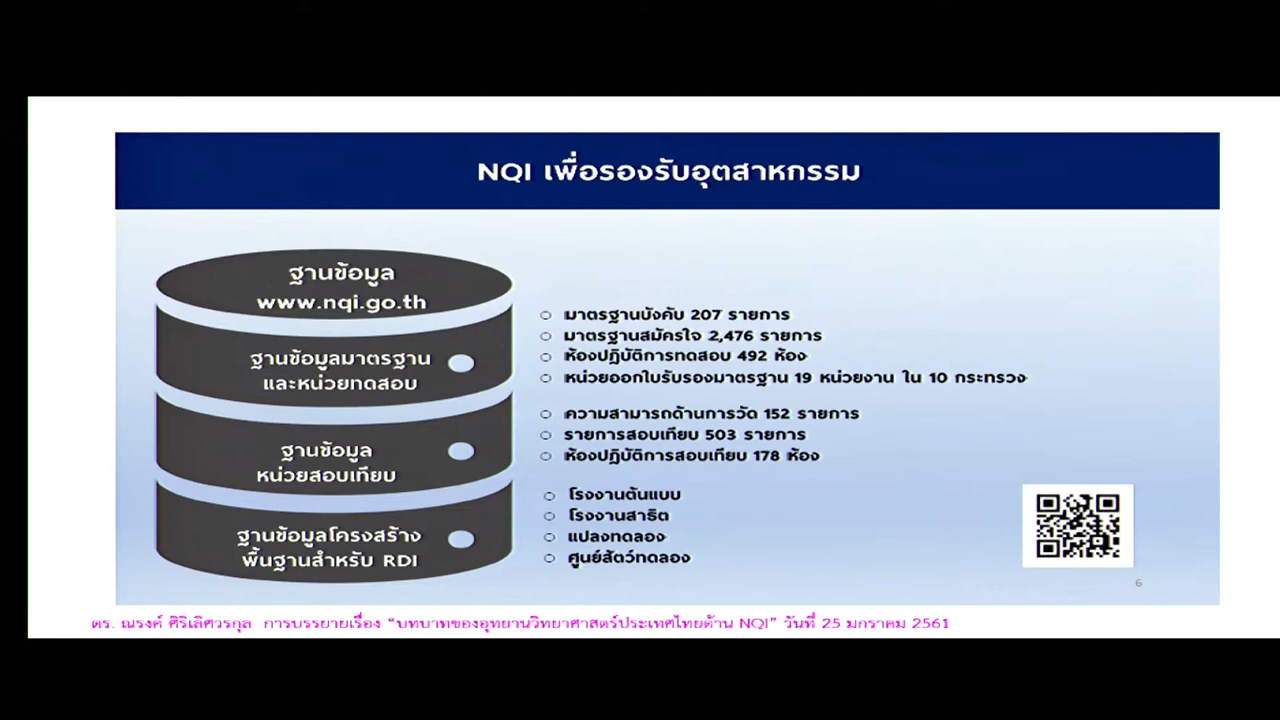 NQI เพื่อรองรับอุตสาหกรรม
ฐานข้อมูล
www.nqi.go.th
ฐานข้อมูลมาตรฐาน
และหน่วยทดสอบ
มาตรฐานบังคับ 207 รายการ
มาตรฐานสมัครใจ 2,476 รายการ
ห้องปฏิบัติการทดสอบ 492 ห้อง
หน่วยออกใบรับรองมาตรฐาน 19 หน่วยงาน ใน 10 กระทรวง
ฐานข้อมูล
หน่วยสอบเทียบ
ความสามารถด้านการวัด 152 รายการ
รายการสอบเทียบ 503 รายการ
ห้องปฏิบัติการสอบเทียบ 178 ห้อง
ฐานข้อมูลโครงสร้าง
พื้นฐานสำหรับ RDI
โรงงานต้นแบบ
โรงงานสาธิต
แปลงทดลอง
ศูนย์สัตว์ทดลอง
6
ดร. ณรงค์ ศิริเลิศวรกุล การบรรยายเรื่อง “บทบาทของอุทยานวิทยาศาสตร์ประเทศไทยด้าน NQI” วันที่ 25 มกราคม 2561